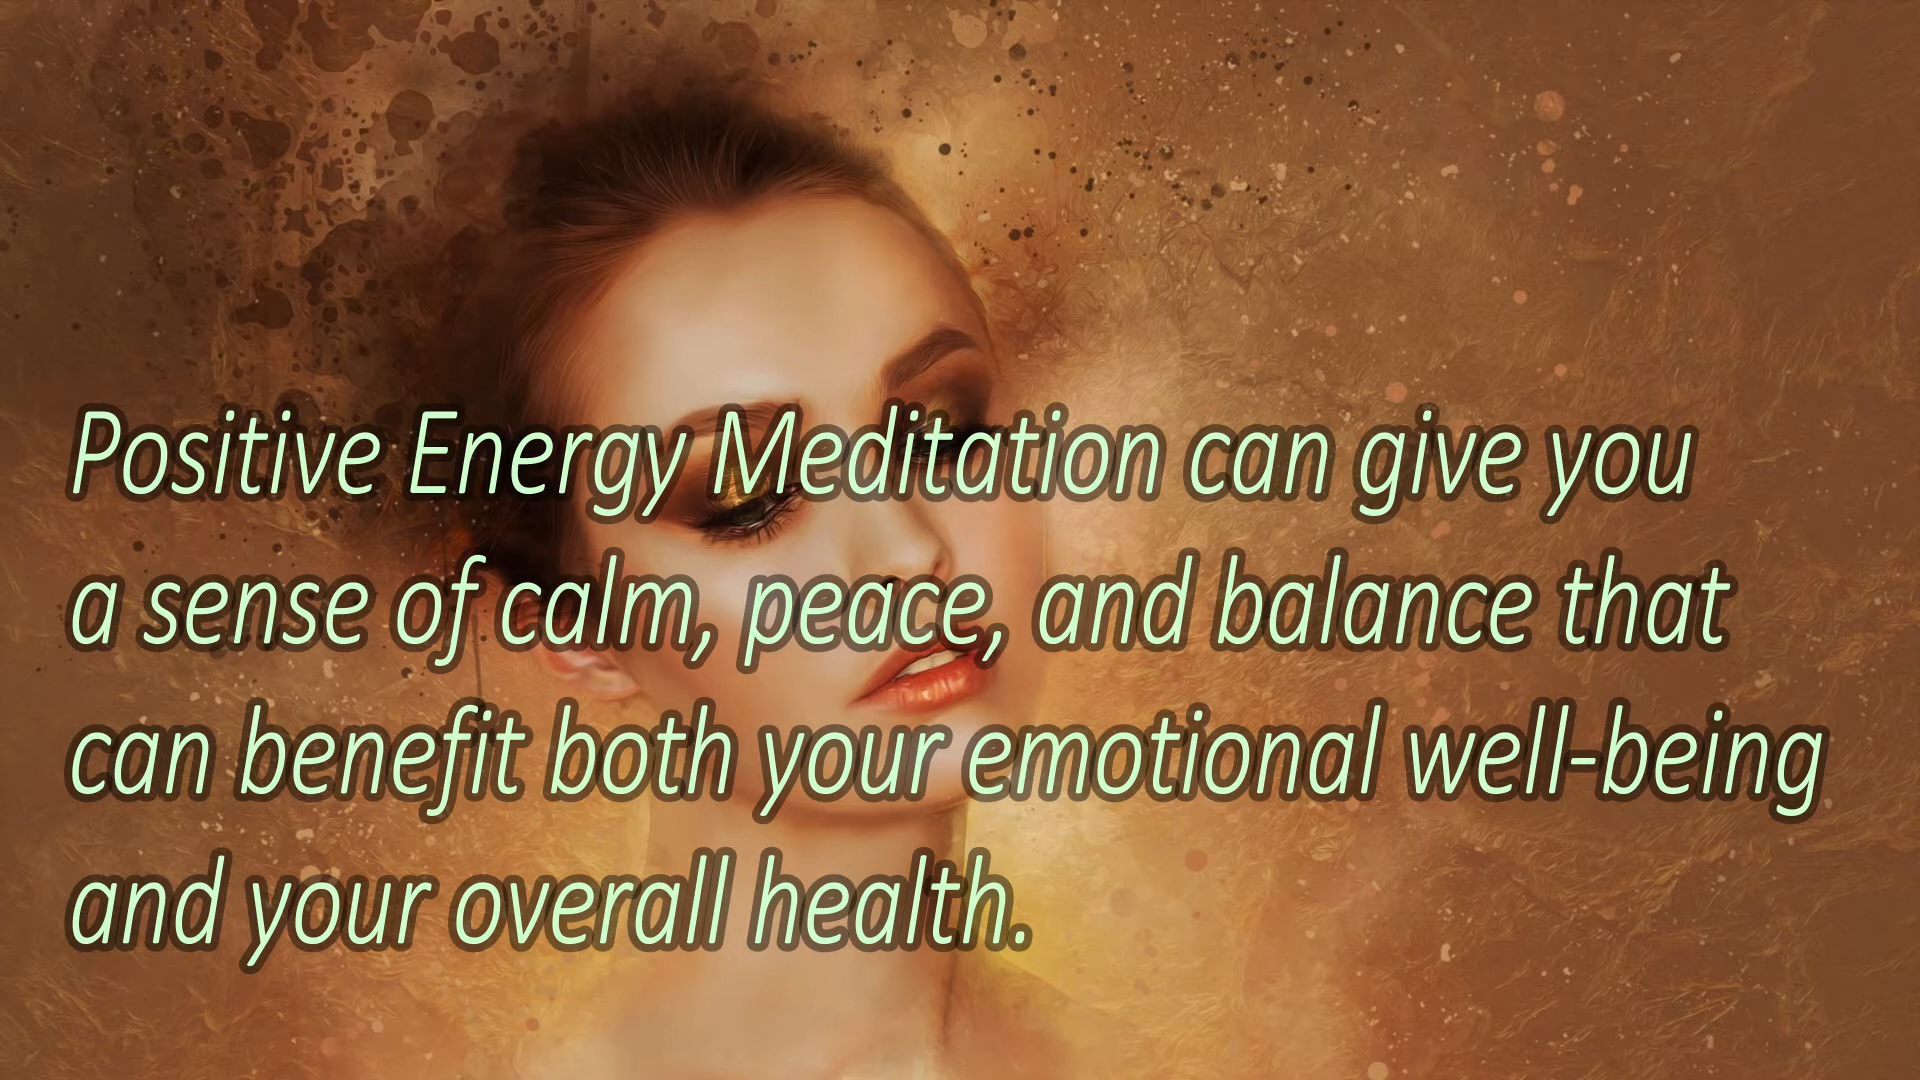 Positive Energy Meditation can give you
a sense of calm, peace, and balance that
can benefit both your emotional well-being
and your overall health.